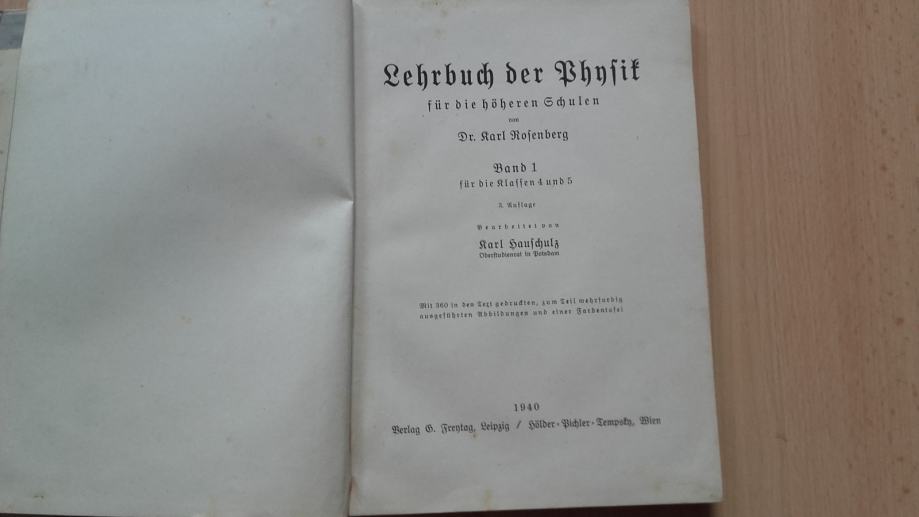 Lehrbuch der Physik
für die höheren Schulen
von
Dr. Karl Rosenberg
Band 1
für die Klassen 4 und 5
3. Auflage
Bearbeitet von
Karl Hauschulz
Oberstudienrat in Potsdam
Mit 360 in den Text gedruckten, zum Teil mehrfarbig
ausgeführten Abbildungen und einer Farbentafel
1940
Verlag G. Freytag, Leipzig / Hölder-Pichler-Tempsky, Wien